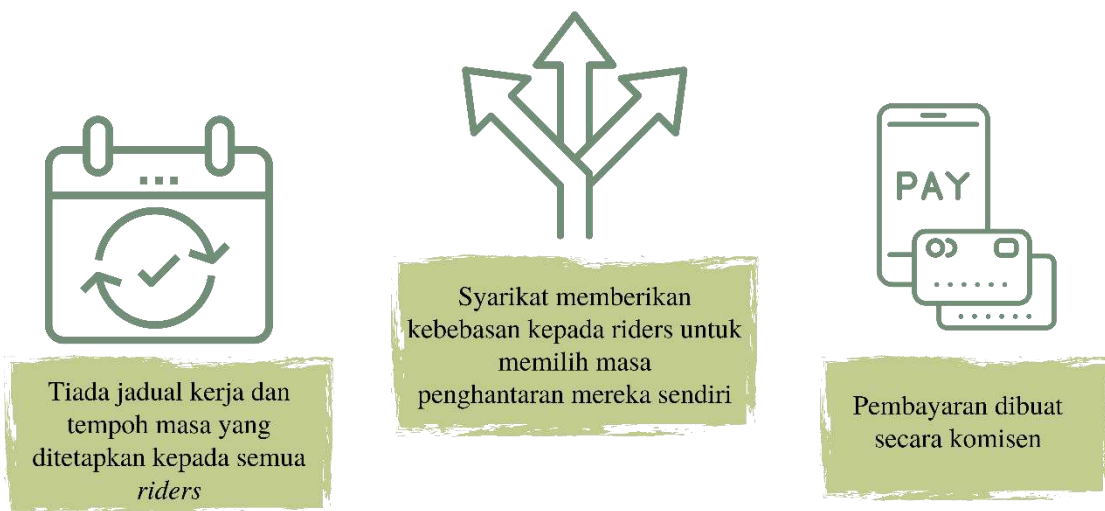 Tiada jadual kerja dan
tempoh masa yang
ditetapkan kepada semua
riders
Syarikat memberikan
kebebasan kepada riders untuk
memilih masa
penghantaran mereka sendiri
PAY
Pembayaran dibuat
secara komisen